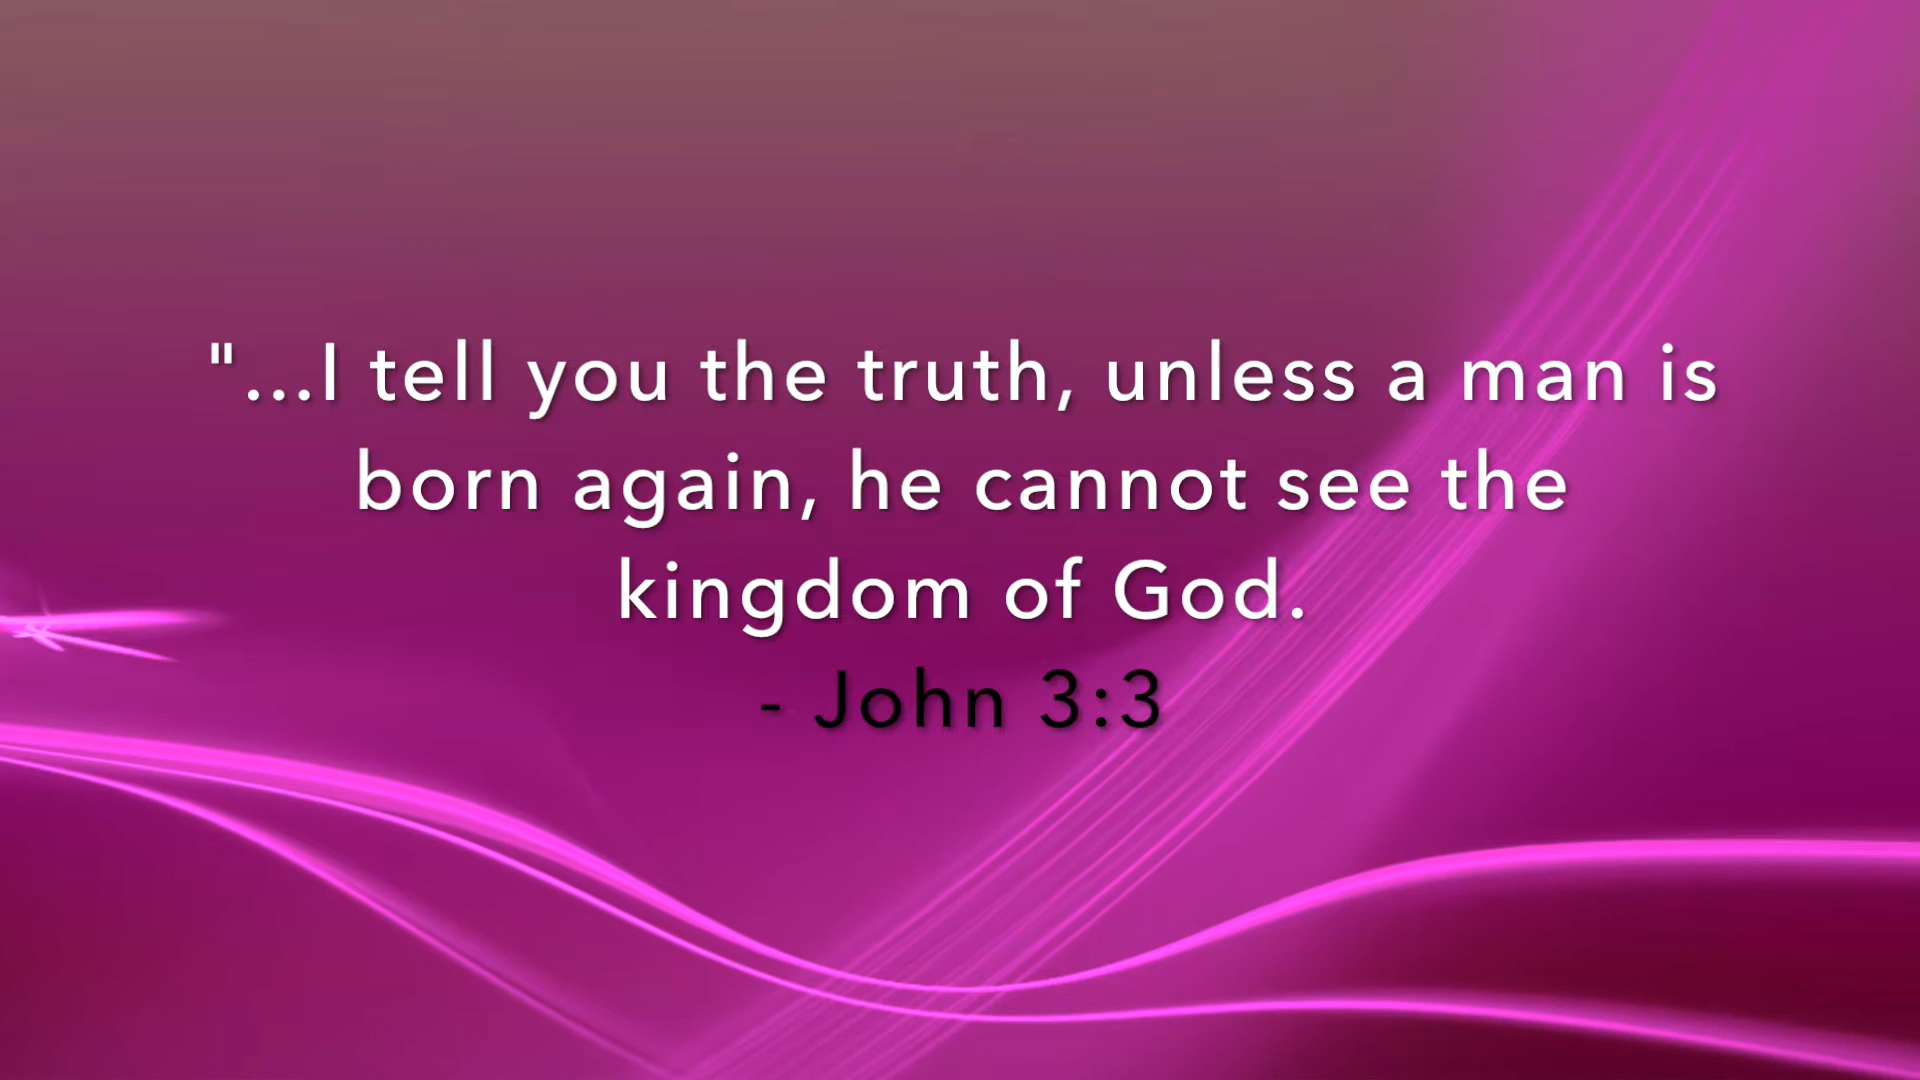 "...I tell you the truth, unless a man is
born again, he cannot see the
kingdom of God.
- John 3:3